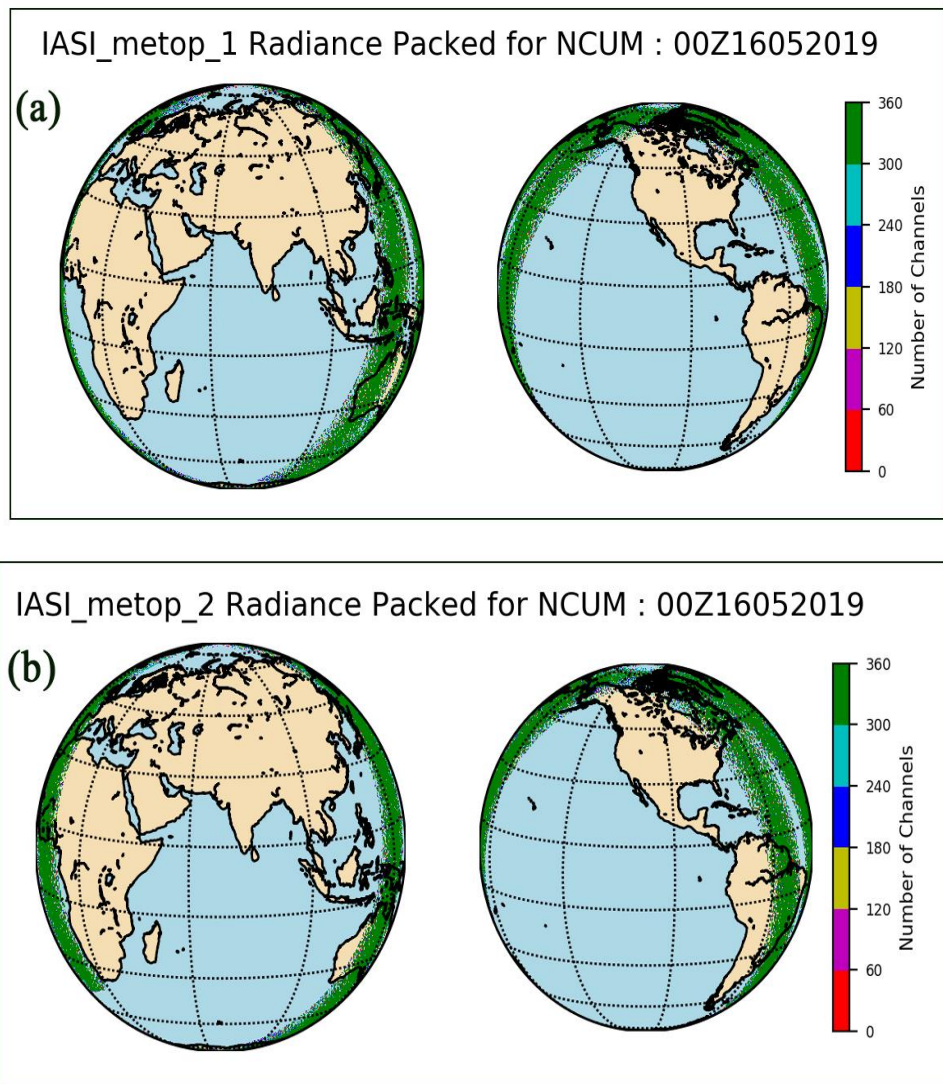 IASI_metop_1 Radiance Packed for NCUM : 00Z16052019
(a)
360
300
240
180
120
60
0
Number of Channels
IASI_metop_2 Radiance Packed for NCUM : 00Z16052019
(b)
360
300
240
180
120
60
0
Number of Channels